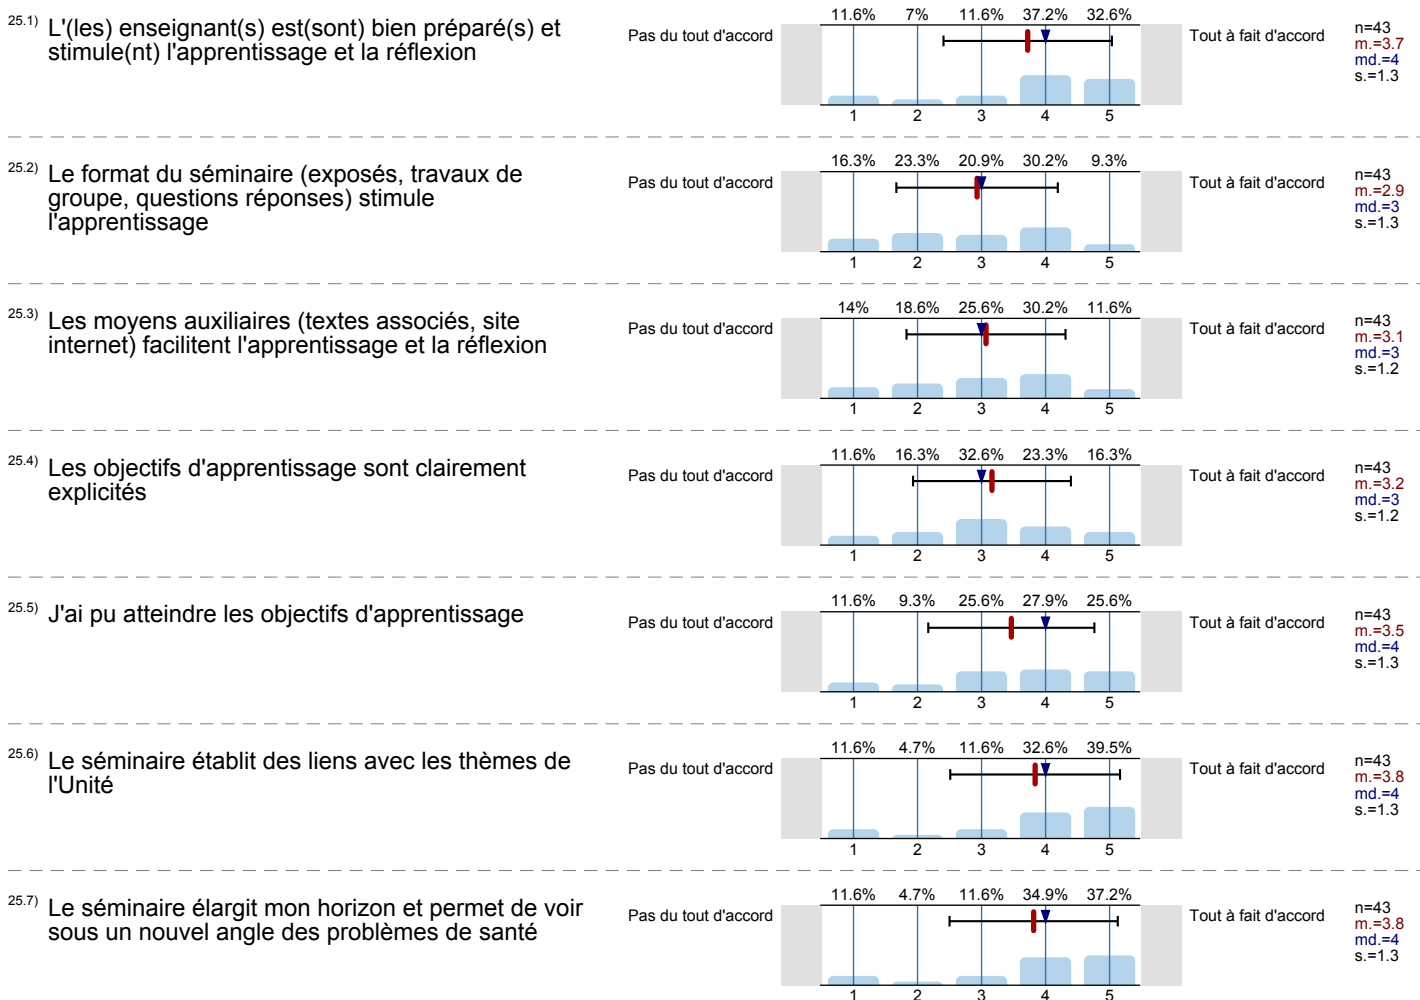 25.1) L'(les) enseignant(s) est(sont) bien préparé(s) et
stimule(nt) l'apprentissage et la réflexion
Pas du tout d'accord
11.6% 7% 11.6% 37.2% 32.6%
1 2 3 4 5
Tout à fait d'accord
n=43
m.=3.7
md.=4
s.=1.3
25.2) Le format du séminaire (exposés, travaux de
groupe, questions réponses) stimule
l'apprentissage
Pas du tout d'accord
16.3% 23.3% 20.9% 30.2% 9.3%
1 2 3 4 5
Tout à fait d'accord
n=43
m.=2.9
md.=3
s.=1.3
25.3) Les moyens auxiliaires (textes associés, site
internet) facilitent l'apprentissage et la réflexion
Pas du tout d'accord
14% 18.6% 25.6% 30.2% 11.6%
1 2 3 4 5
Tout à fait d'accord
n=43
m.=3.1
md.=3
s.=1.2
25.4) Les objectifs d'apprentissage sont clairement
explicités
Pas du tout d'accord
11.6% 16.3% 32.6% 23.3% 16.3%
1 2 3 4 5
Tout à fait d'accord
n=43
m.=3.2
md.=3
s.=1.2
25.5) J'ai pu atteindre les objectifs d'apprentissage
Pas du tout d'accord
11.6% 9.3% 25.6% 27.9% 25.6%
1 2 3 4 5
Tout à fait d'accord
n=43
m.=3.5
md.=4
s.=1.3
25.6) Le séminaire établit des liens avec les thèmes de
l'Unité
Pas du tout d'accord
11.6% 4.7% 11.6% 32.6% 39.5%
1 2 3 4 5
Tout à fait d'accord
n=43
m.=3.8
md.=4
s.=1.3
25.7) Le séminaire élargit mon horizon et permet de voir
sous un nouvel angle des problèmes de santé
Pas du tout d'accord
11.6% 4.7% 11.6% 34.9% 37.2%
1 2 3 4 5
Tout à fait d'accord
n=43
m.=3.8
md.=4
s.=1.3